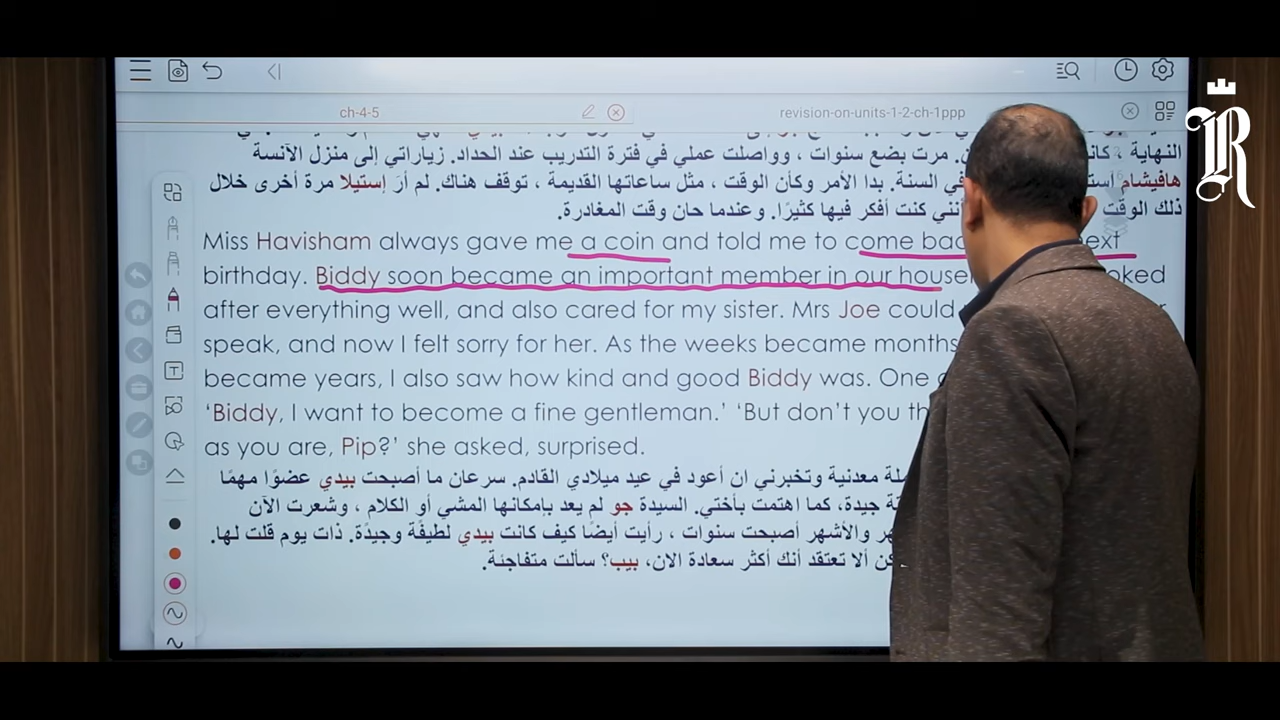 ch-4-5
revision-on-units-1-2-ch-1ppp
النهاية ، كان ن. مرت بضع سنوات ، وواصلت عملي في فترة التدريب عند الحداد. زياراتي إلى منزل الآنسة
هافيشام است في السنة. بدا الأمر وكأن الوقت ، مثل ساعاتها القديمة ، توقف هناك. لم أرَ إستيلا مرة أخرى خلال
ذلك الوقت أنني كنت أفكر فيها كثيرًا. وعندما حان وقت المغادرة.
Miss Havisham always gave me a coin and told me to come bac next
birthday. Biddy soon became an important member in our house oked
after everything well, and also cared for my sister. Mrs Joe could
speak, and now I felt sorry for her. As the weeks became months
became years, I also saw how kind and good Biddy was. One
‘Biddy, I want to become a fine gentleman.’ ‘But don’t you th
as you are, Pip?’ she asked, surprised.
لة معدنية وتخبرني ان أعود في عيد ميلادي القادم. سرعان ما أصبحت بيدي عضوًا مهمًا
ة جيدة، كما اهتمت بأختي. السيدة جو لم يعد بإمكانها المشي أو الكلام ، وشعرت الآن
هر والأشهر أصبحت سنوات ، رأيت أيضًا كيف كانت بيدي لطيفة وجيدة. ذات يوم قلت لها.
كن ألا تعتقد أنك أكثر سعادة الان، بيب؟ سألت متفاجئة.
R